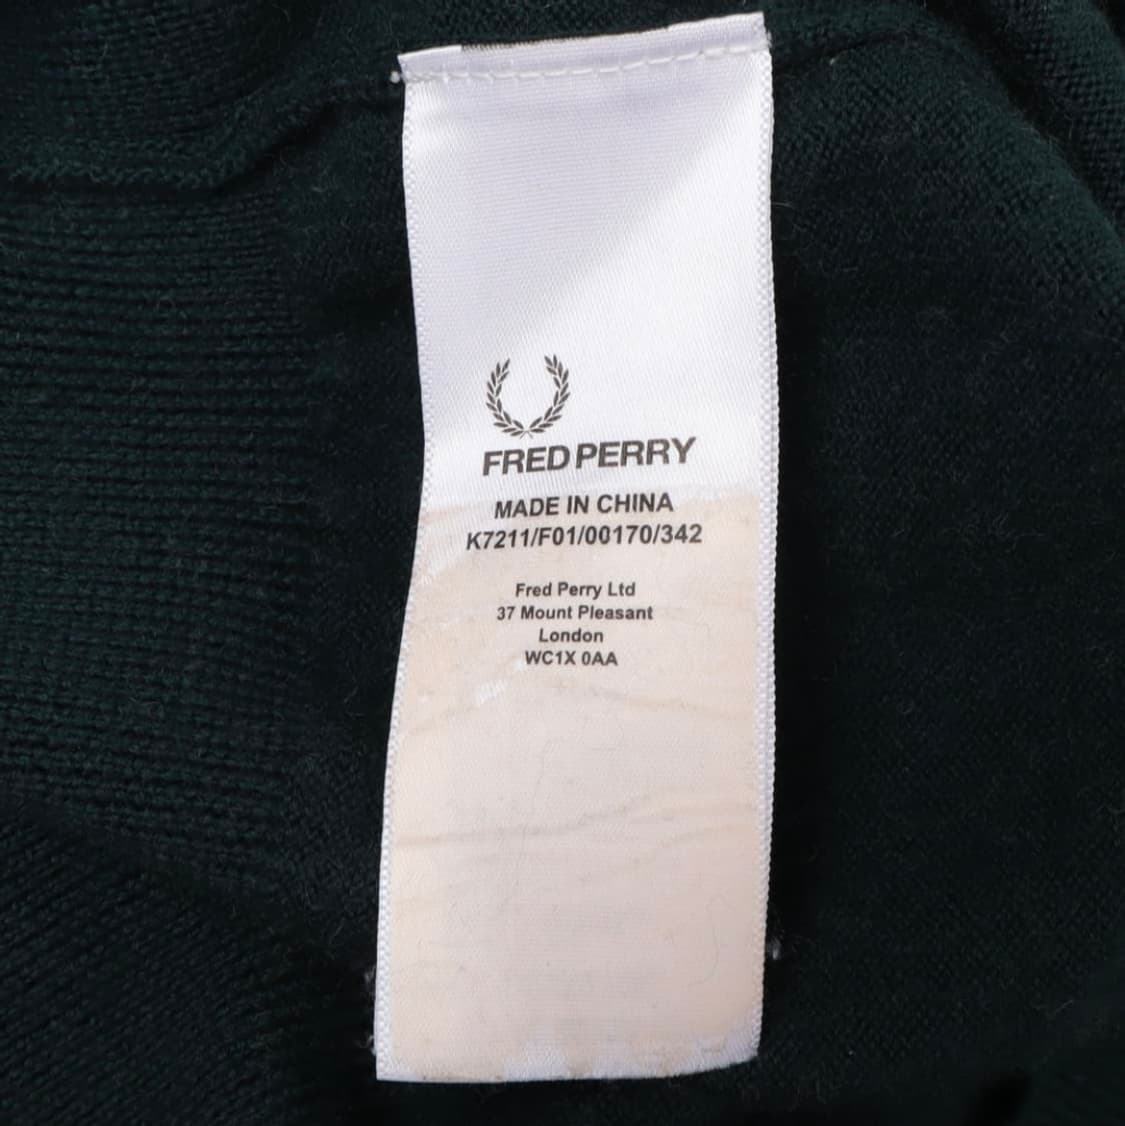 FRED PERRY
MADE IN CHINA
K7211/F01/00170/342
Fred Perry Ltd
37 Mount Pleasant
London
WC1X 0AA